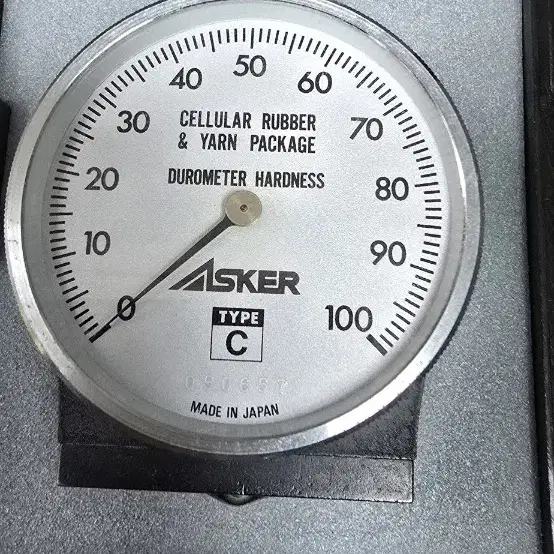 50
40 60
30 70
20 80
10 90
0 100
CELLULAR RUBBER
& YARN PACKAGE
DUROMETER HARDNESS
ASKER
TYPE
C
MADE IN JAPAN